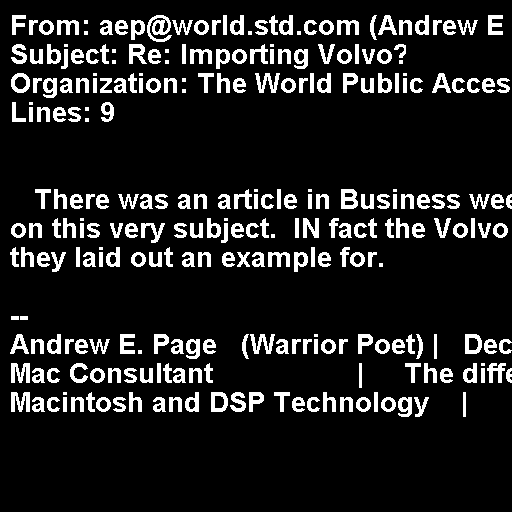 From: aep@world.std.com (Andrew E
Subject: Re: Importing Volvo?
Organization: The World Public Acces
Lines: 9
There was an article in Business wee
on this very subject.  IN fact the Volvo
they laid out an example for.
--
Andrew E. Page   (Warrior Poet) |   Dec
Mac Consultant                  |     The diffe
Macintosh and DSP Technology    |